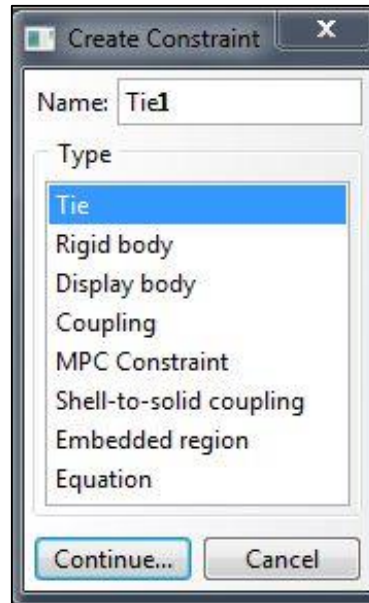 Create Constraint X
Name: Tie1
Type
Tie
Rigid body
Display body
Coupling
MPC Constraint
Shell-to-solid coupling
Embedded region
Equation
Continue... Cancel